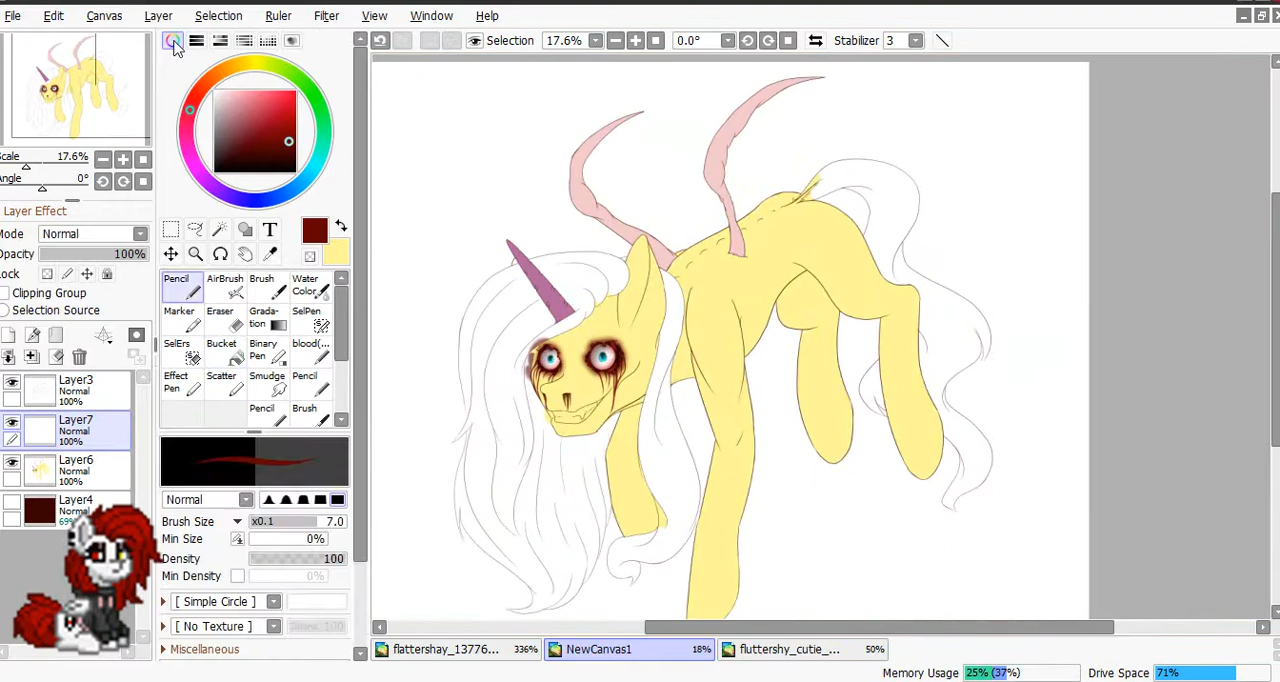 File Edit Canvas Layer Selection Ruler Filter View Window Help
Selection 17.6% 0.0° Stabilizer 3
Scale 17.6%
Angle 0°
Layer Effect
Mode Normal
Opacity 100%
Lock
Clipping Group
Selection Source
Layer3
Normal
100%
Layer7
Normal
100%
Layer6
Normal
100%
Layer4
Normal
T
Pencil AirBrush Brush Water
Color
Marker Eraser Grada-
tion SelPen
SelErs Bucket Binary
Pen blood(...
Effect
Pen Scatter Smudge Pencil
Pencil Brush
Normal
Brush Size x0.1 7.0
Min Size 0%
Density 100
Min Density 0%
[ Simple Circle ]
[ No Texture ]
Miscellaneous
flattershay_13776... 336% NewCanvas1 18% fluttershy_cutie_... 50%
Memory Usage 25% (37%) Drive Space 71%